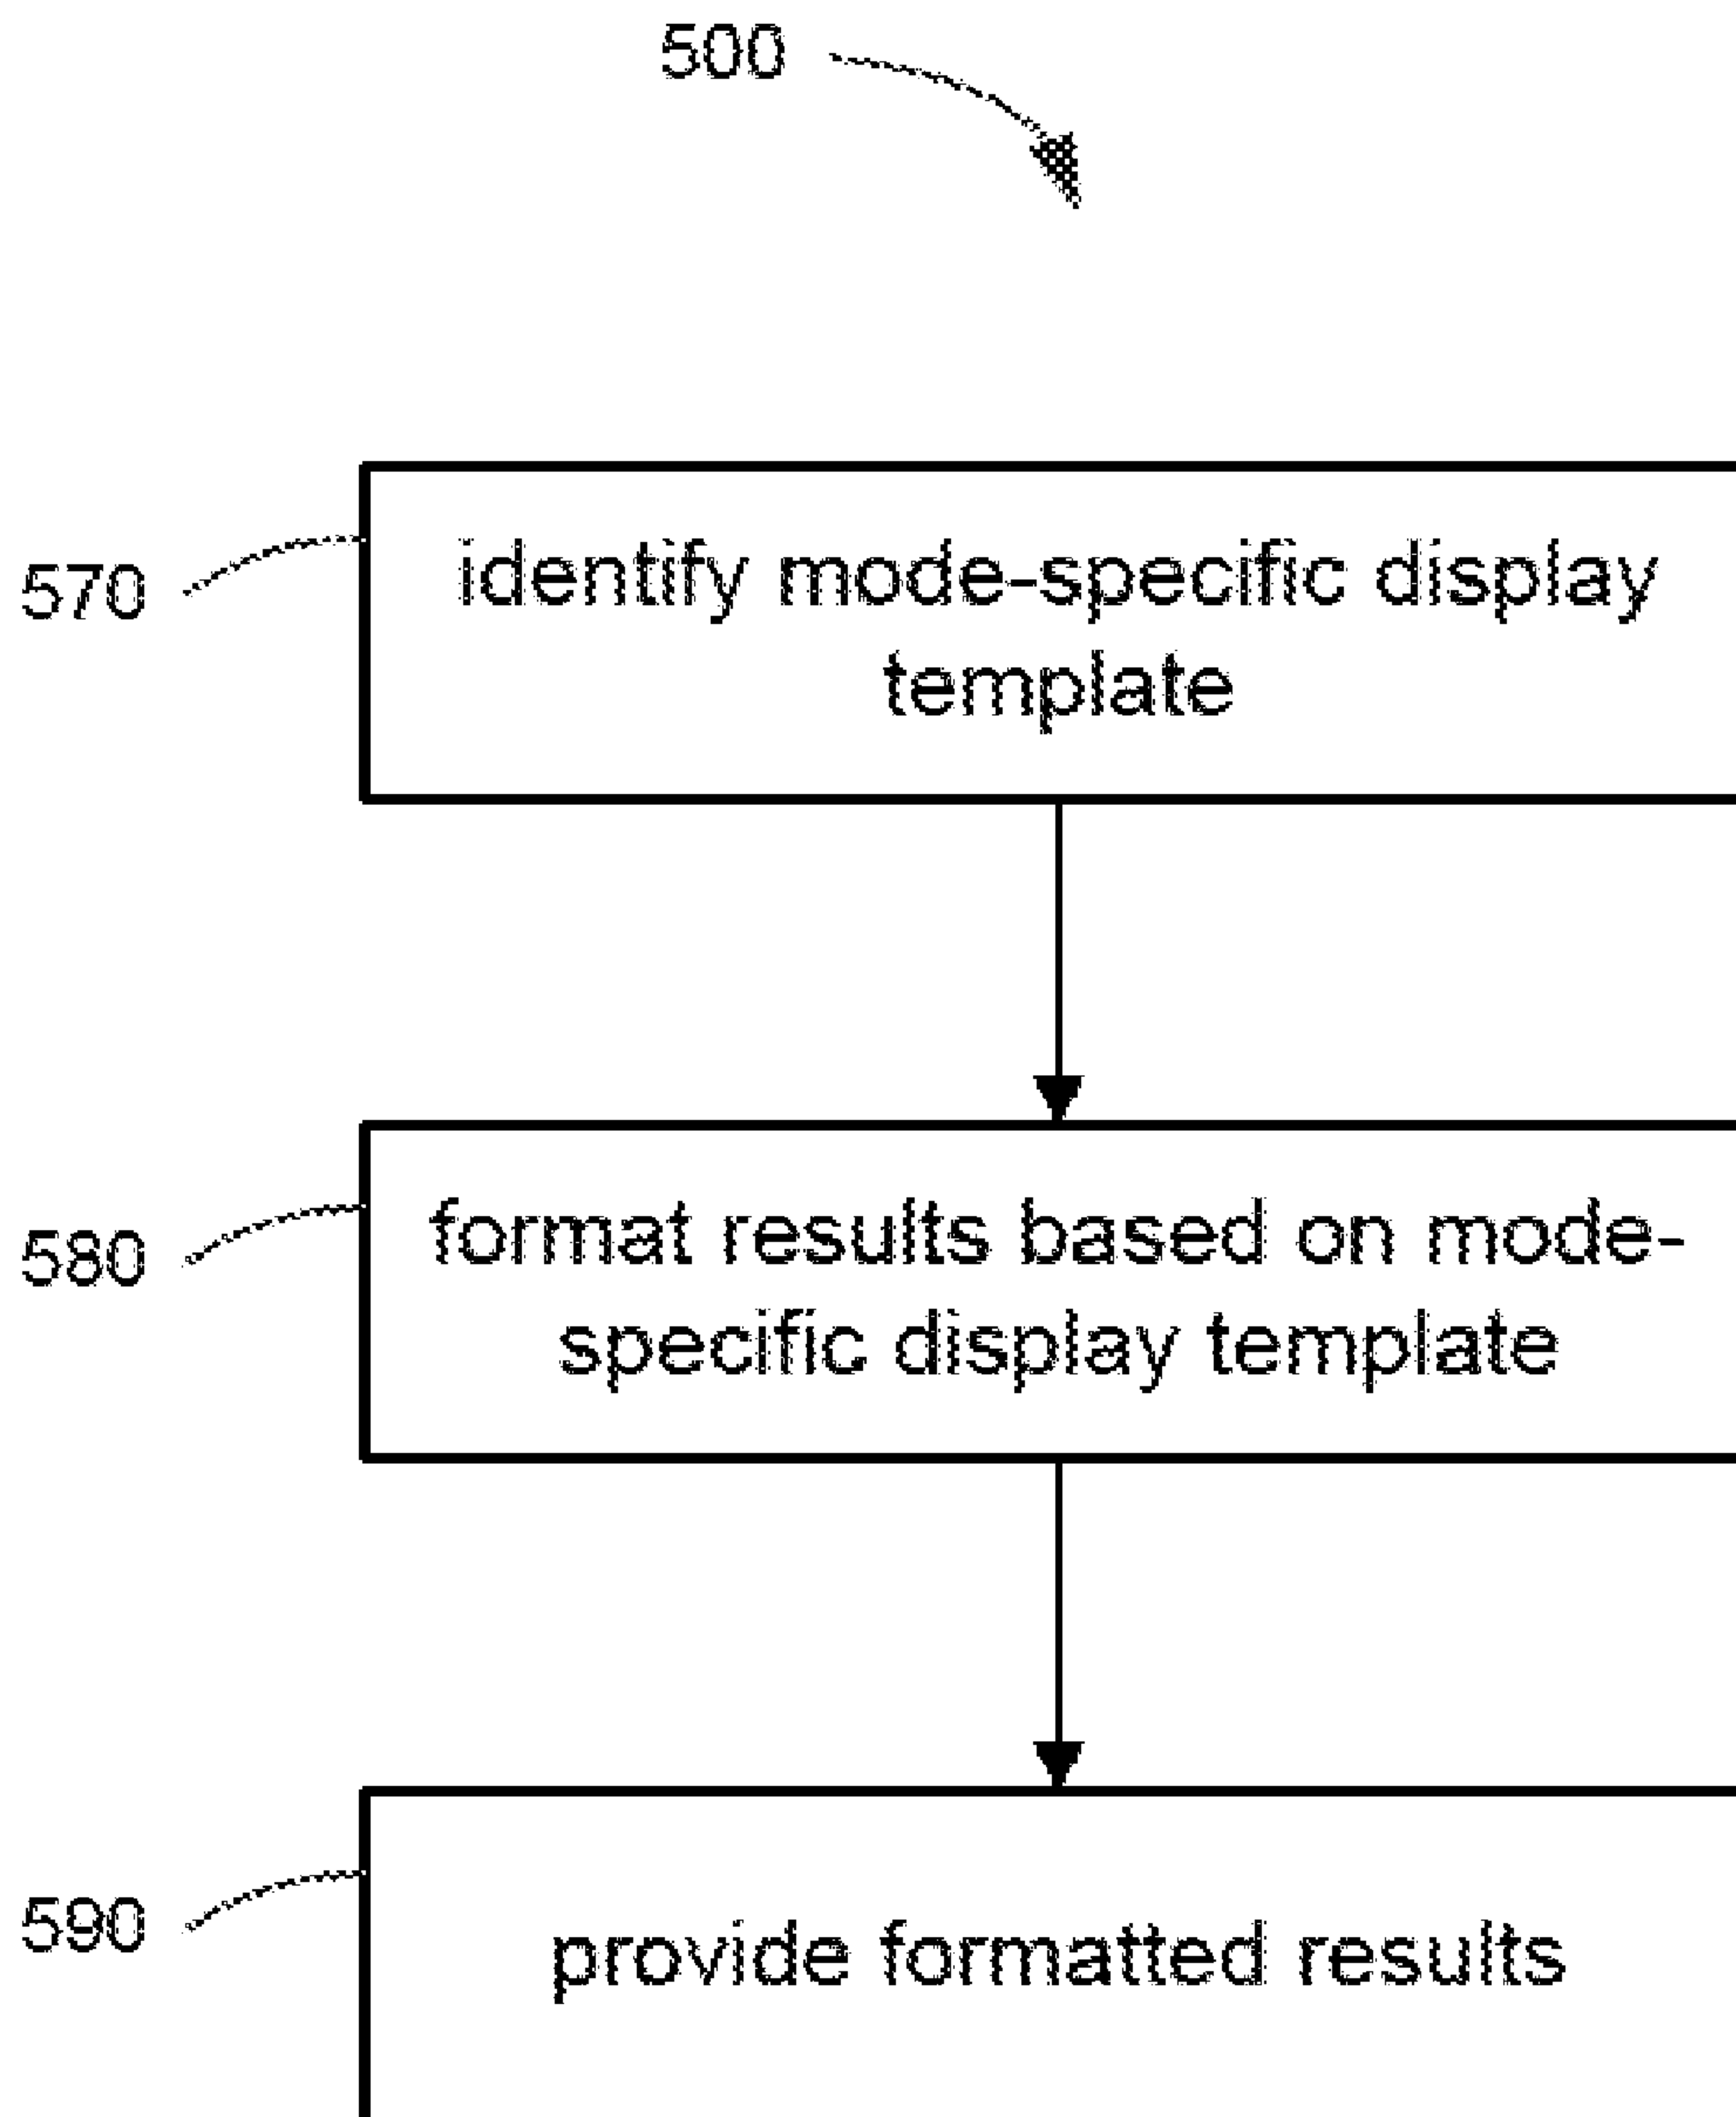 500
570
identify mode-specific display
template
580
format results based on mode-
specific display template
590
provide formatted results